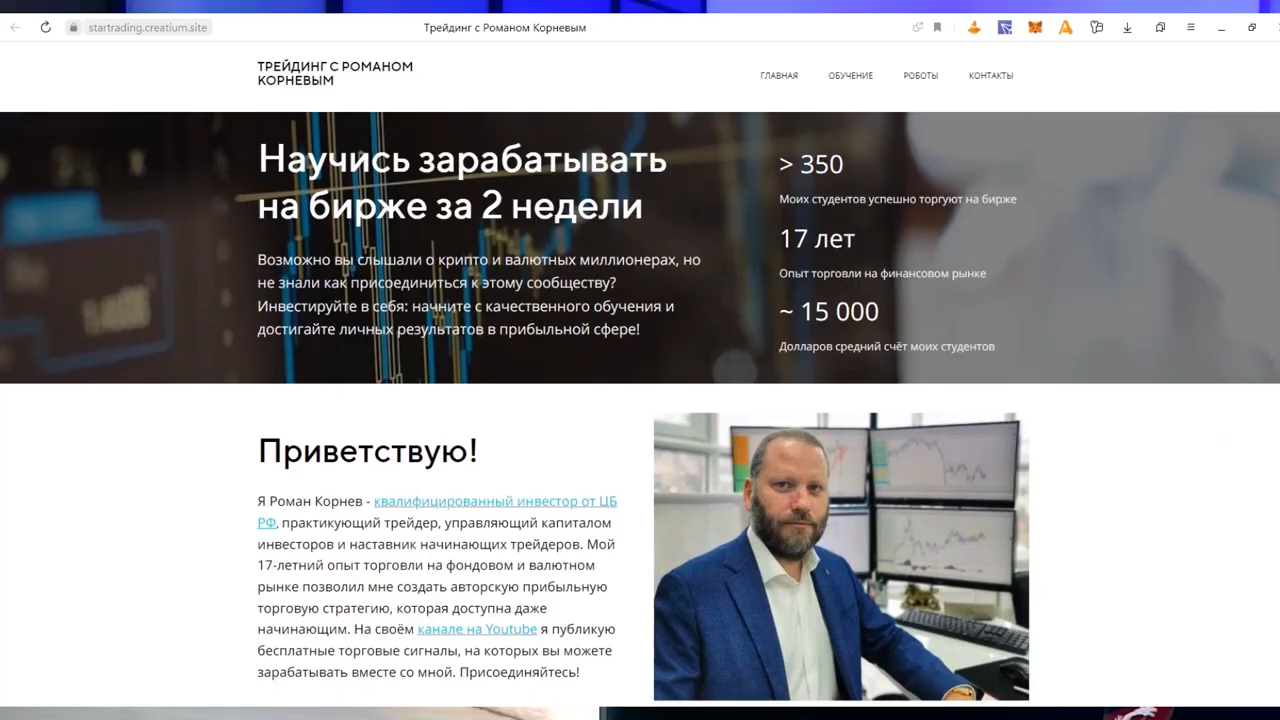 startrading.creatium.site
Трейдинг с Романом Корневым
ТРЕЙДИНГ С РОМАНОМ
КОРНЕВЫМ
ГЛАВНАЯ
ОБУЧЕНИЕ
РОБОТЫ
КОНТАКТЫ
Научись зарабатывать
на бирже за 2 недели
Возможно вы слышали о крипто и валютных миллионерах, но
не знали как присоединиться к этому сообществу?
Инвестируйте в себя: начните с качественного обучения и
достигайте личных результатов в прибыльной сфере!
> 350
Моих студентов успешно торгуют на бирже
17 лет
Опыт торговли на финансовом рынке
~ 15 000
Долларов средний счёт моих студентов
Приветствую!
Я Роман Корнев - квалифицированный инвестор от ЦБ
РФ, практикующий трейдер, управляющий капиталом
инвесторов и наставник начинающих трейдеров. Мой
17-летний опыт торговли на фондовом и валютном
рынке позволил мне создать авторскую прибыльную
торговую стратегию, которая доступна даже
начинающим. На своём канале на Youtube я публикую
бесплатные торговые сигналы, на которых вы можете
зарабатывать вместе со мной. Присоединяйтесь!